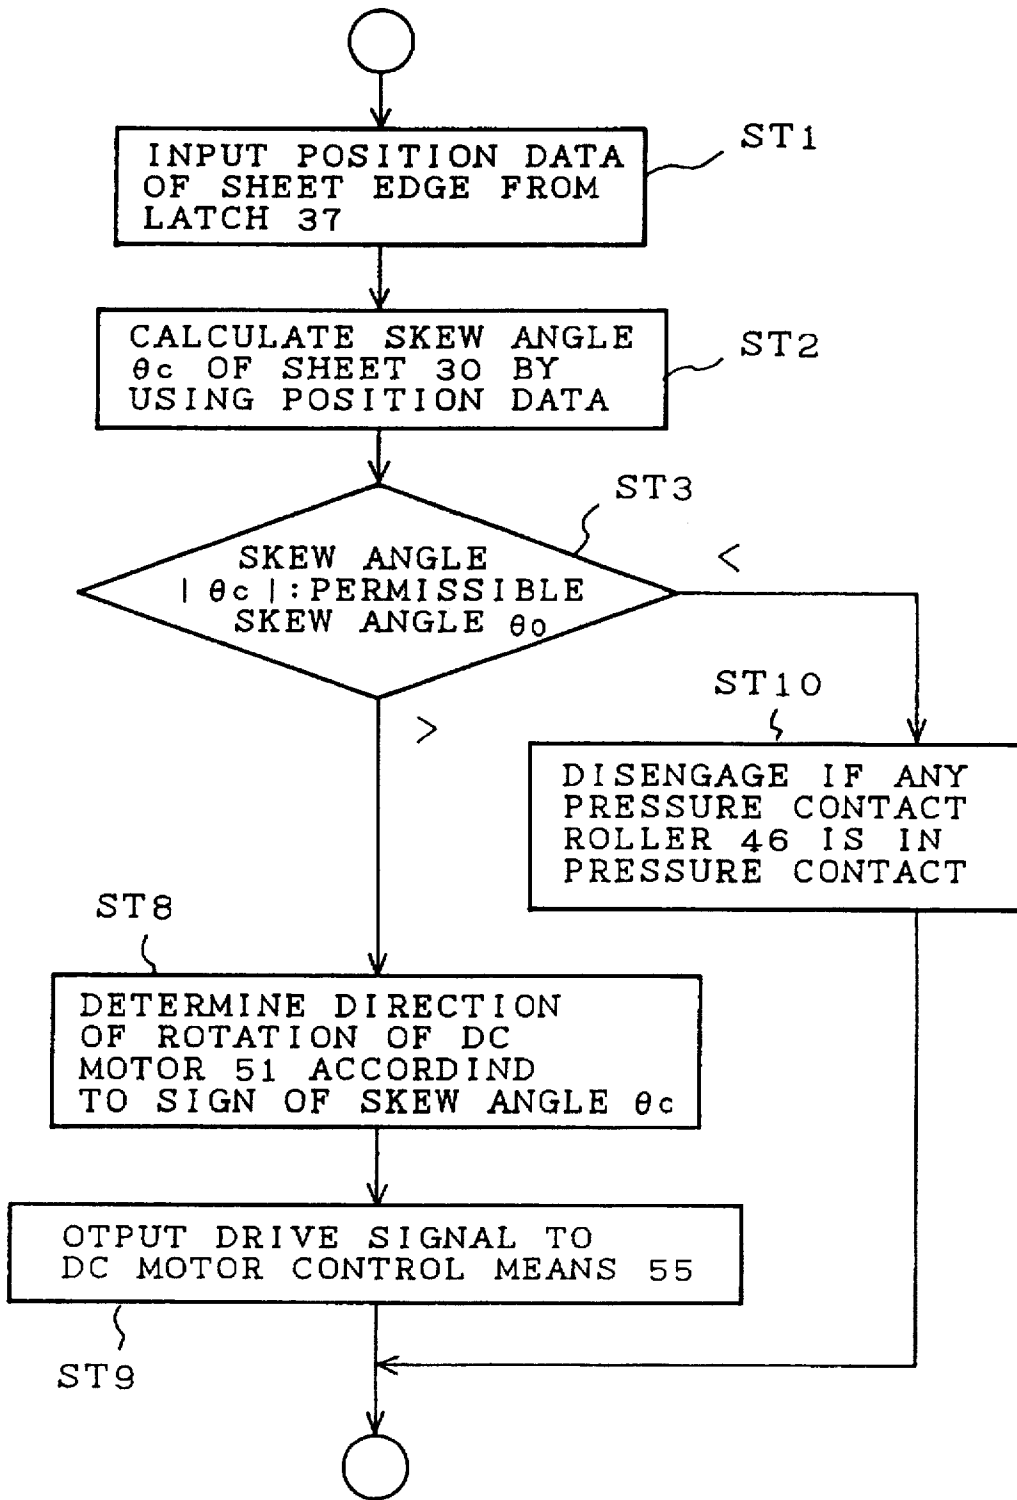 ST1
INPUT POSITION DATA
OF SHEET EDGE FROM
LATCH 37
ST2
CALCULATE SKEW ANGLE
θc OF SHEET 30 BY
USING POSITION DATA
ST3
SKEW ANGLE
| θc | : PERMISSIBLE
SKEW ANGLE θo
<
>
ST10
DISENGAGE IF ANY
PRESSURE CONTACT
ROLLER 46 IS IN
PRESSURE CONTACT
ST8
DETERMINE DIRECTION
OF ROTATION OF DC
MOTOR 51 ACCORDIND
TO SIGN OF SKEW ANGLE θc
OTPUT DRIVE SIGNAL TO
DC MOTOR CONTROL MEANS 55
ST9